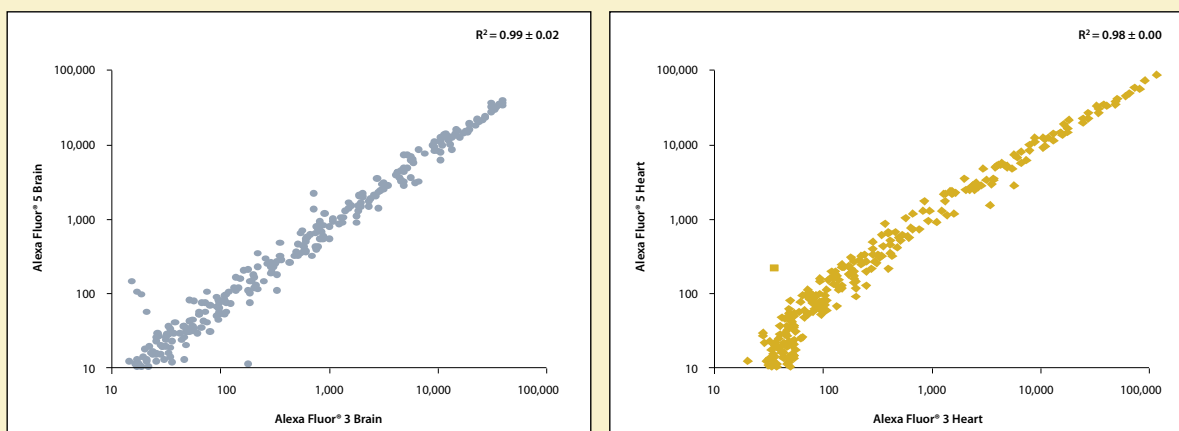 R² = 0.99 ± 0.02
100,000
10,000
1,000
100
10
Alexa Fluor® 5 Brain
10 100 1,000 10,000 100,000
Alexa Fluor® 3 Brain
R² = 0.98 ± 0.00
100,000
10,000
1,000
100
10
Alexa Fluor® 5 Heart
10 100 1,000 10,000 100,000
Alexa Fluor® 3 Heart